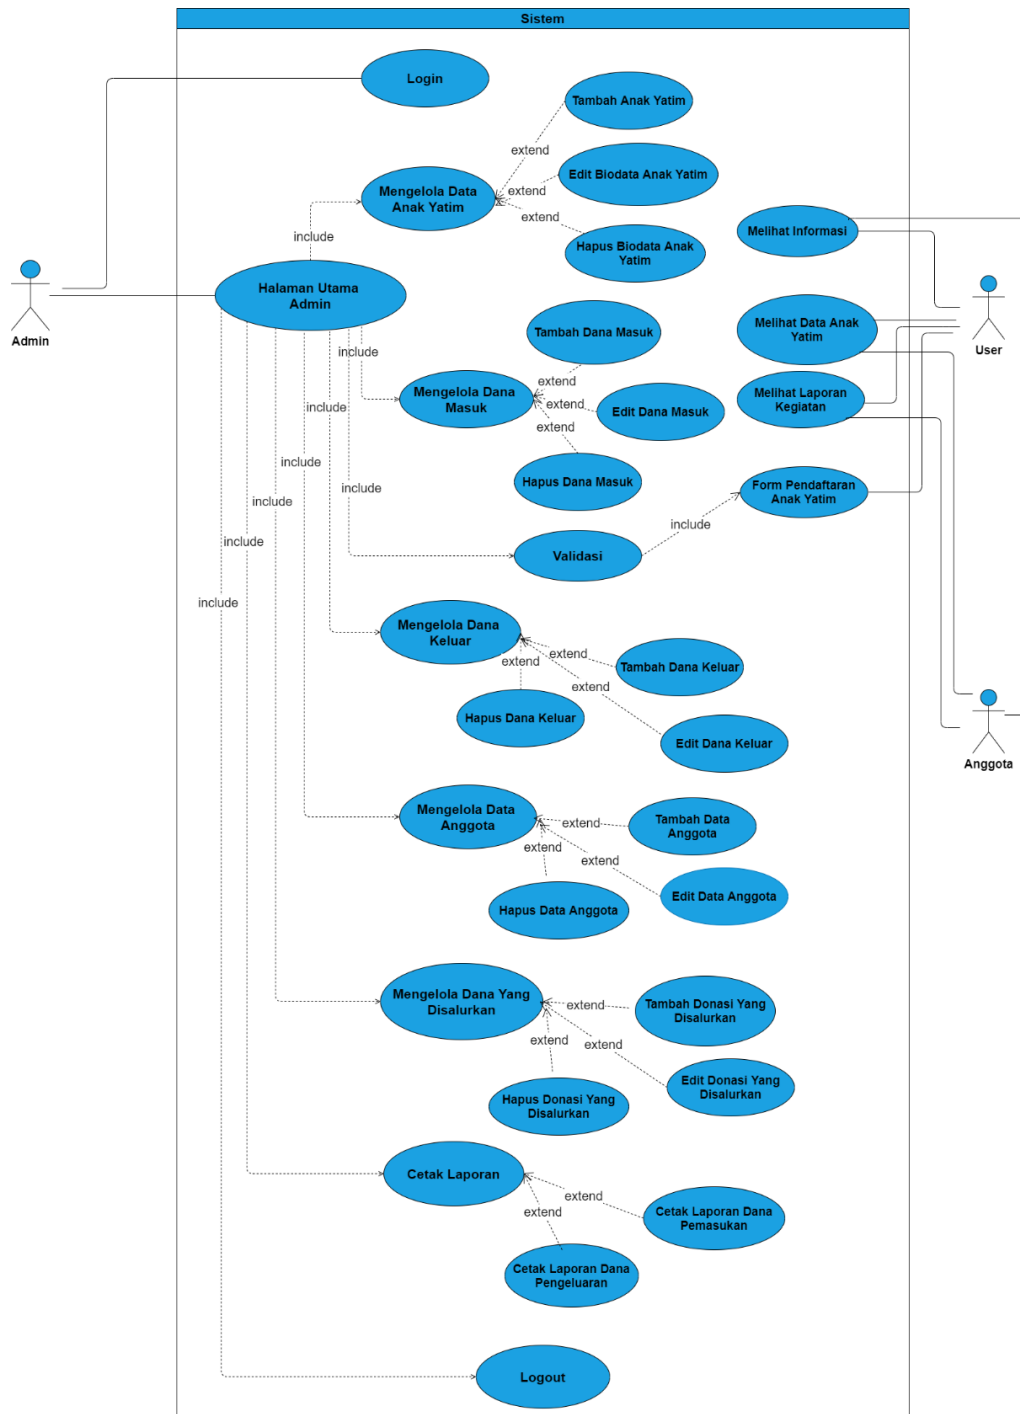 Sistem
Login
Tambah Anak Yatim
extend
Edit Biodata Anak Yatim
Mengelola Data
Anak Yatim
extend
extend
Hapus Biodata Anak
Yatim
Melihat Informasi
include
Halaman Utama
Admin
Admin
Tambah Dana Masuk
Melihat Data Anak
Yatim
User
include
extend
Mengelola Dana
Masuk
Melihat Laporan
Kegiatan
include
extend
Edit Dana Masuk
extend
include
include
Hapus Dana Masuk
Form Pendaftaran
Anak Yatim
include
include
include
Validasi
include
Mengelola Dana
Keluar
extend
extend
Tambah Dana Keluar
extend
Hapus Dana Keluar
Edit Dana Keluar
Anggota
Mengelola Data
Anggota
extend
Tambah Data
Anggota
extend
extend
Edit Data Anggota
Hapus Data Anggota
Mengelola Dana Yang
Disalurkan
extend
Tambah Donasi Yang
Disalurkan
extend
extend
Edit Donasi Yang
Disalurkan
Hapus Donasi Yang
Disalurkan
Cetak Laporan
extend
extend
Cetak Laporan Dana
Pemasukan
Cetak Laporan Dana
Pengeluaran
Logout